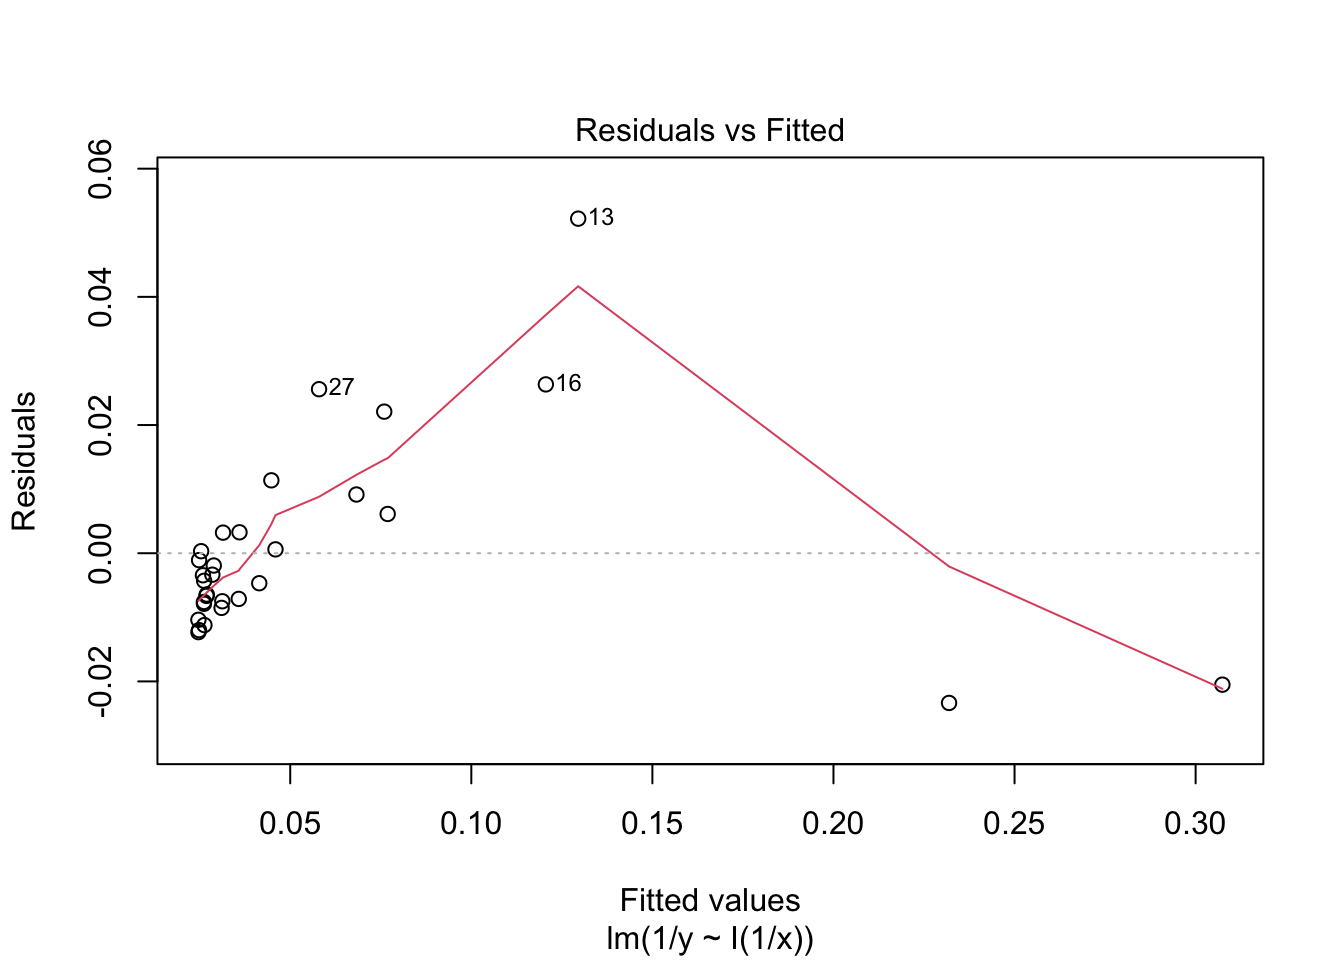 Residuals vs Fitted
0.06
0.04
0.02
0.00
-0.02
Residuals
13
16
27
0.05 0.10 0.15 0.20 0.25 0.30
Fitted values
lm(1/y ~ I(1/x))